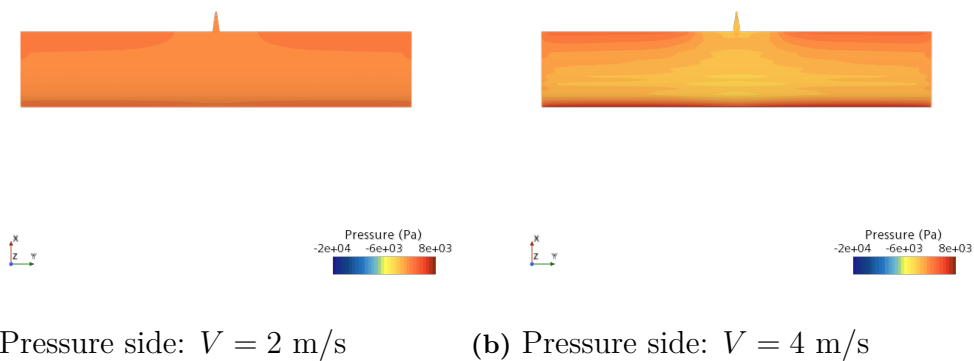 X
Z
Y
Pressure (Pa)
-2e+04 -6e+03 8e+03
X
Z
Y
Pressure (Pa)
-2e+04 -6e+03 8e+03
Pressure side: V = 2 m/s
(b) Pressure side: V = 4 m/s